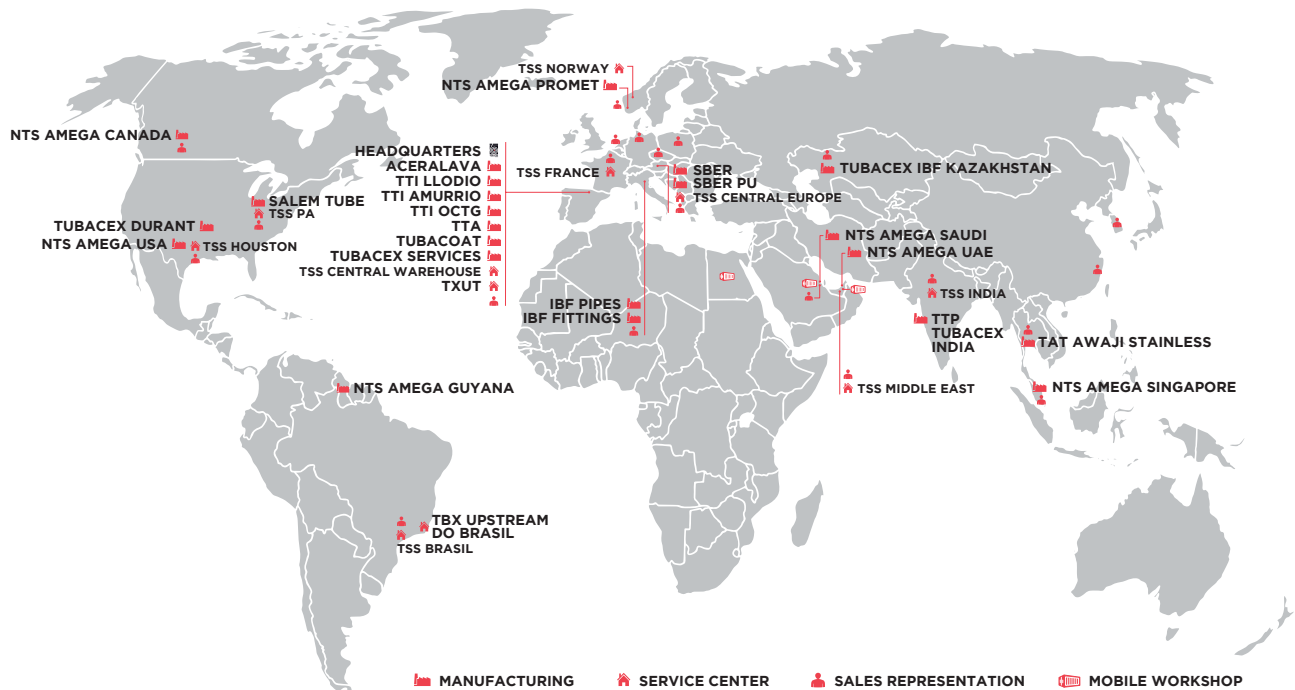 TSS NORWAY
NTS AMEGA PROMET
NTS AMEGA CANADA
HEADQUARTERS
ACERALAVA
TTI LLODIO
TTI AMURRIO
TTI OCTG
TTA
TUBACOAT
TUBACEX SERVICES
TSS CENTRAL WAREHOUSE
TXUT
TSS FRANCE
SBER
SBER PU
TSS CENTRAL EUROPE
TUBACEX IBF KAZAKHSTAN
SALEM TUBE
TSS PA
TUBACEX DURANT
NTS AMEGA USA
TSS HOUSTON
NTS AMEGA SAUDI
NTS AMEGA UAE
TSS INDIA
IBF PIPES
IBF FITTINGS
TTP
TUBACEX
INDIA
TAT AWAJI STAINLESS
NTS AMEGA GUYANA
TSS MIDDLE EAST
NTS AMEGA SINGAPORE
TBX UPSTREAM
DO BRASIL
TSS BRASIL
MANUFACTURING
SERVICE CENTER
SALES REPRESENTATION
MOBILE WORKSHOP